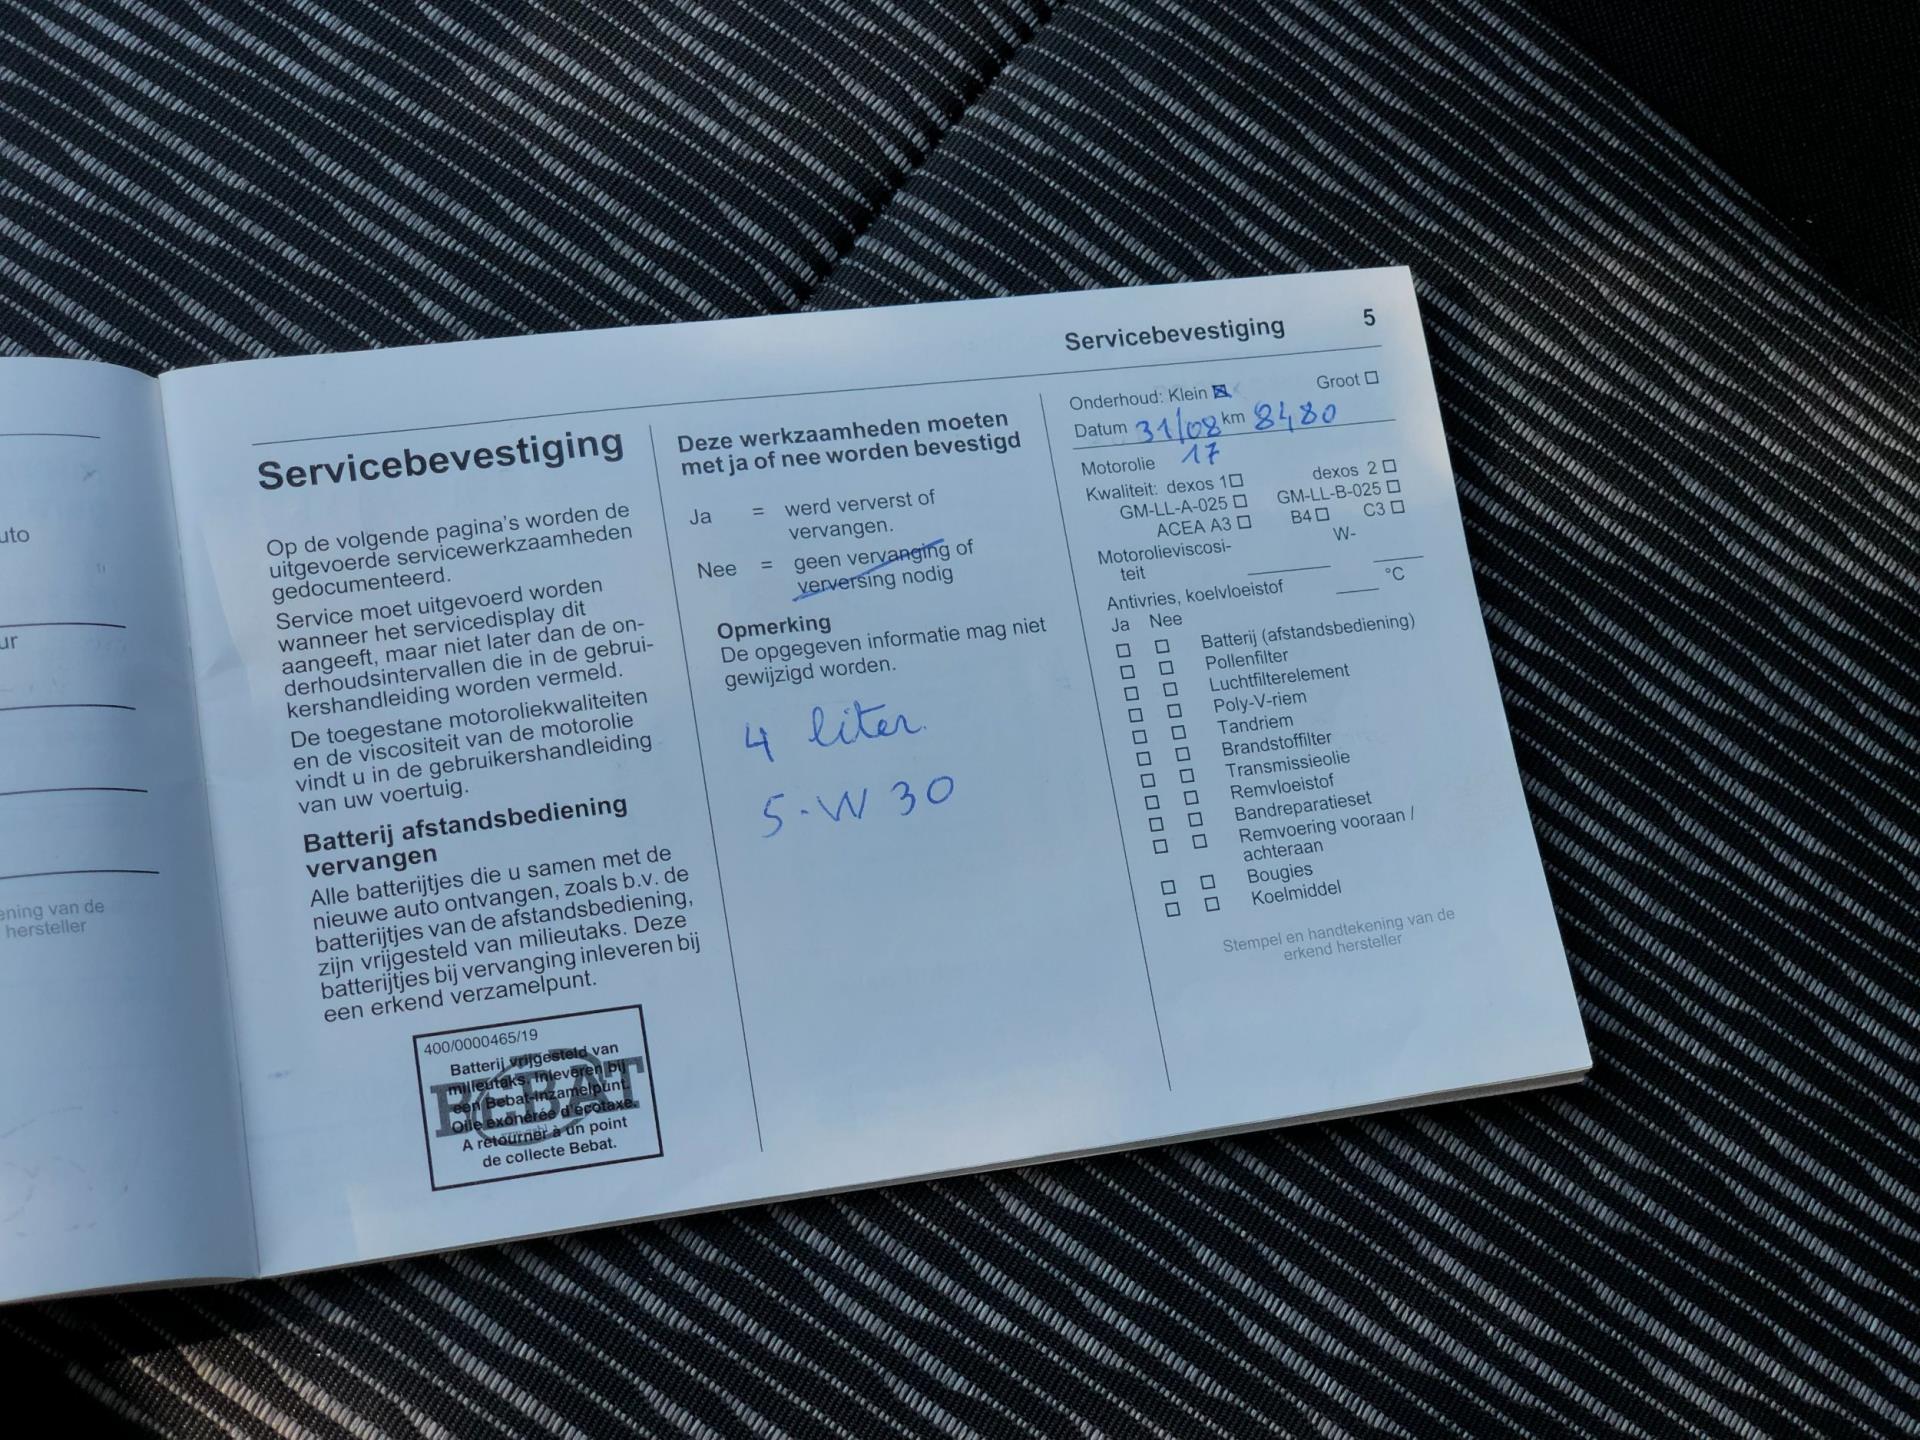 uto
ur
ening van de
hersteller
Servicebevestiging 5
Servicebevestiging
Op de volgende pagina's worden de
uitgevoerde servicewerkzaamheden
gedocumenteerd.
Service moet uitgevoerd worden
wanneer het servicedisplay dit
aangeeft, maar niet later dan de on-
derhoudsintervallen die in de gebrui-
kershandleiding worden vermeld.
De toegestane motoroliekwaliteiten
en de viscositeit van de motorolie
vindt u in de gebruikershandleiding
van uw voertuig.
Batterij afstandsbediening
vervangen
Alle batterijtjes die u samen met de
nieuwe auto ontvangen, zoals b.v. de
batterijtjes van de afstandsbediening,
zijn vrijgesteld van milieutaks. Deze
batterijtjes bij vervanging inleveren bij
een erkend verzamelpunt.
400/0000465/19
BEBAT
Batterij vrijgesteld van
milieutaks. Inleveren bij
een Bebat-Inzamelpunt.
Oile exonérée d'écotaxe.
A retourner à un point
de collecte Bebat.
Deze werkzaamheden moeten
met ja of nee worden bevestigd
Ja = werd ververst of
vervangen.
Nee = geen vervanging of
verversing nodig
Opmerking
De opgegeven informatie mag niet
gewijzigd worden.
4 liter.
5-W 30
Onderhoud: Klein Groot
Datum 31/08 km 8480
17
Motorolie
Kwaliteit: dexos 1 dexos 2
GM-LL-A-025 GM-LL-B-025
ACEA A3 B4 C3
Motorolieviscosi- W-
teit
Antivries, koelvloeistof °C
Ja Nee
Batterij (afstandsbediening)
Pollenfilter
Luchtfilterelement
Poly-V-riem
Tandriem
Brandstoffilter
Transmissieolie
Remvloeistof
Bandreparatieset
Remvoering vooraan /
achteraan
Bougies
Koelmiddel
Stempel en handtekening van de
erkend hersteller